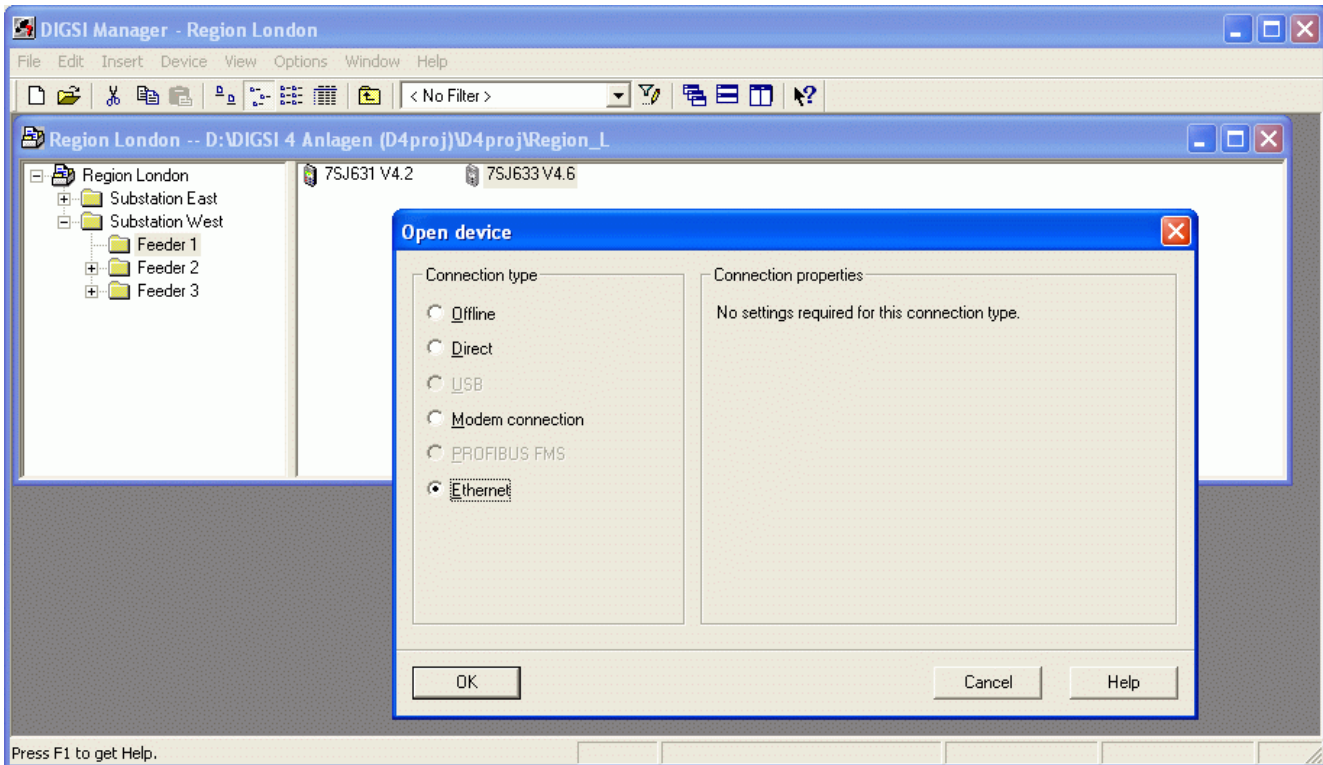 DIGSI Manager - Region London
File Edit Insert Device View Options Window Help
< No Filter >
Region London -- D:\DIGSI 4 Anlagen (D4proj)\D4proj\Region_L
Region London
Substation East
Substation West
Feeder 1
Feeder 2
Feeder 3
7SJ631 V4.2 7SJ633 V4.6
Open device
Connection type
Offline
Direct
USB
Modem connection
PROFIBUS FMS
Ethernet
Connection properties
No settings required for this connection type.
OK Cancel Help
Press F1 to get Help.